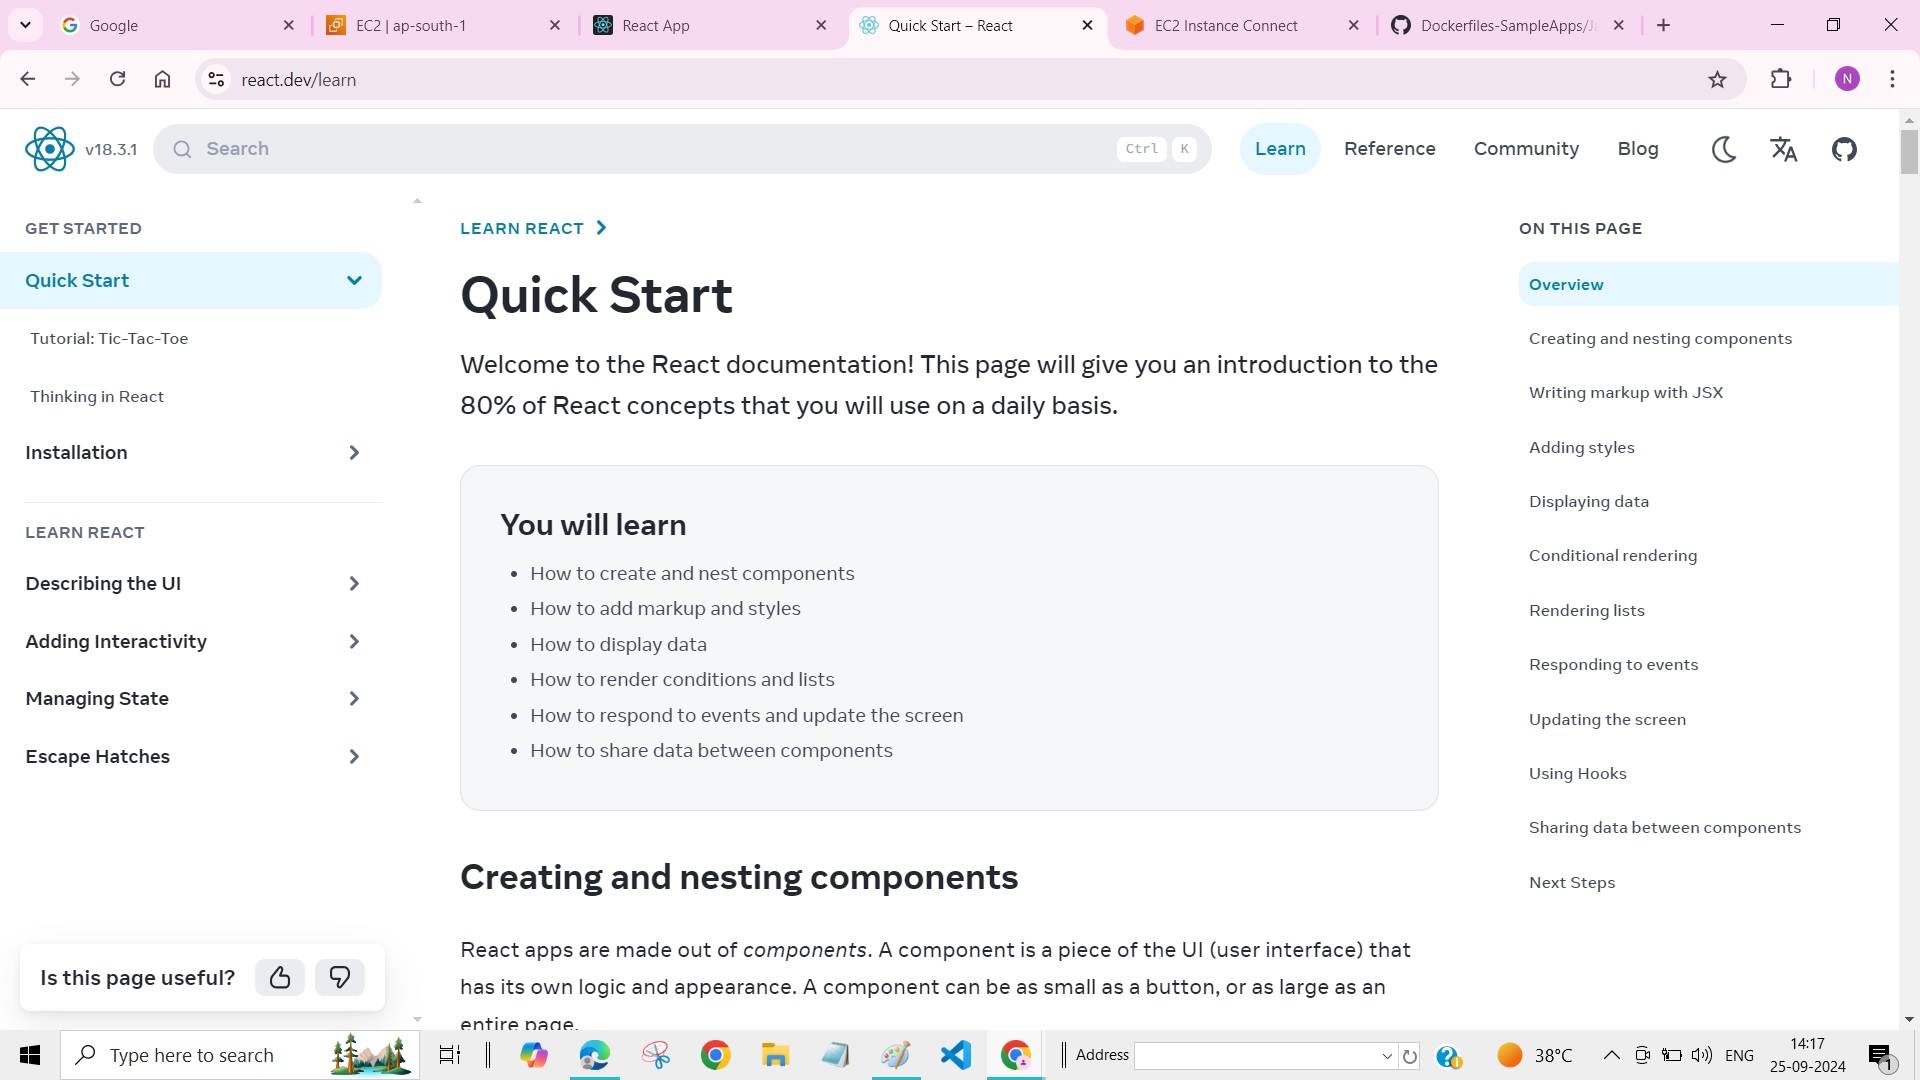 Google
EC2 | ap-south-1
React App
Quick Start – React
EC2 Instance Connect
Dockerfiles-SampleApps/Ja
react.dev/learn
N
v18.3.1
Search
Ctrl K
Learn
Reference
Community
Blog
GET STARTED
Quick Start
Tutorial: Tic-Tac-Toe
Thinking in React
Installation
LEARN REACT
Describing the UI
Adding Interactivity
Managing State
Escape Hatches
Is this page useful?
LEARN REACT
Quick Start
Welcome to the React documentation! This page will give you an introduction to the
80% of React concepts that you will use on a daily basis.
You will learn
• How to create and nest components
• How to add markup and styles
• How to display data
• How to render conditions and lists
• How to respond to events and update the screen
• How to share data between components
Creating and nesting components
React apps are made out of components. A component is a piece of the UI (user interface) that
has its own logic and appearance. A component can be as small as a button, or as large as an
entire page.
ON THIS PAGE
Overview
Creating and nesting components
Writing markup with JSX
Adding styles
Displaying data
Conditional rendering
Rendering lists
Responding to events
Updating the screen
Using Hooks
Sharing data between components
Next Steps
Type here to search
Address
38°C
ENG
14:17
25-09-2024
1